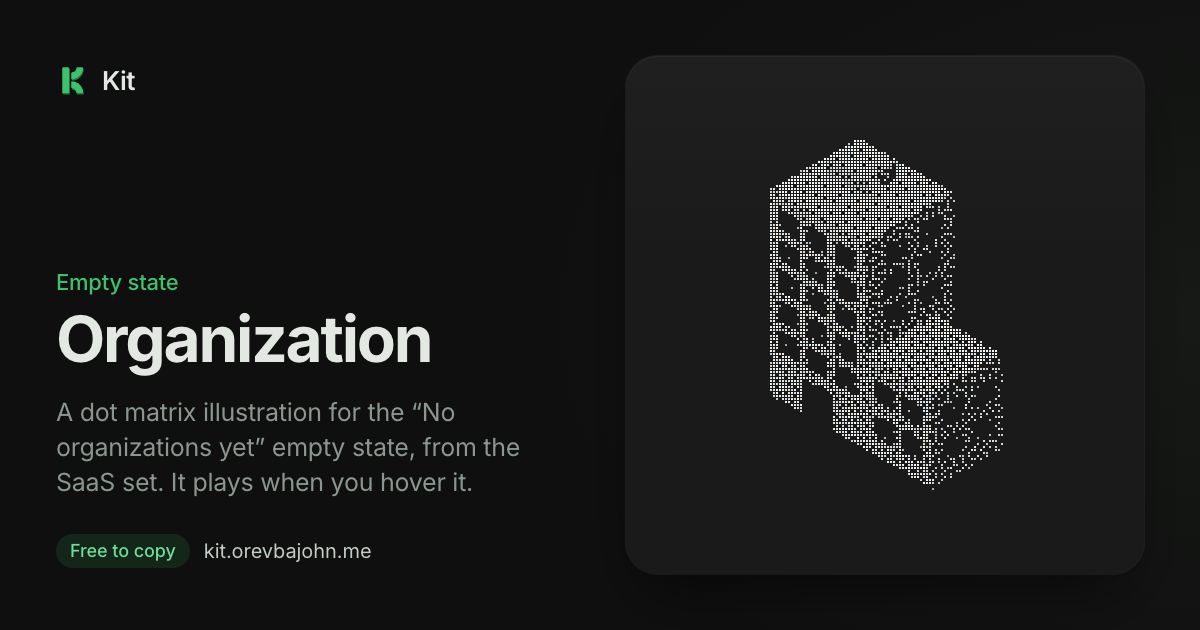 Kit
Empty state
Organization
A dot matrix illustration for the “No
organizations yet” empty state, from the
SaaS set. It plays when you hover it.
Free to copy
kit.orevbajohn.me